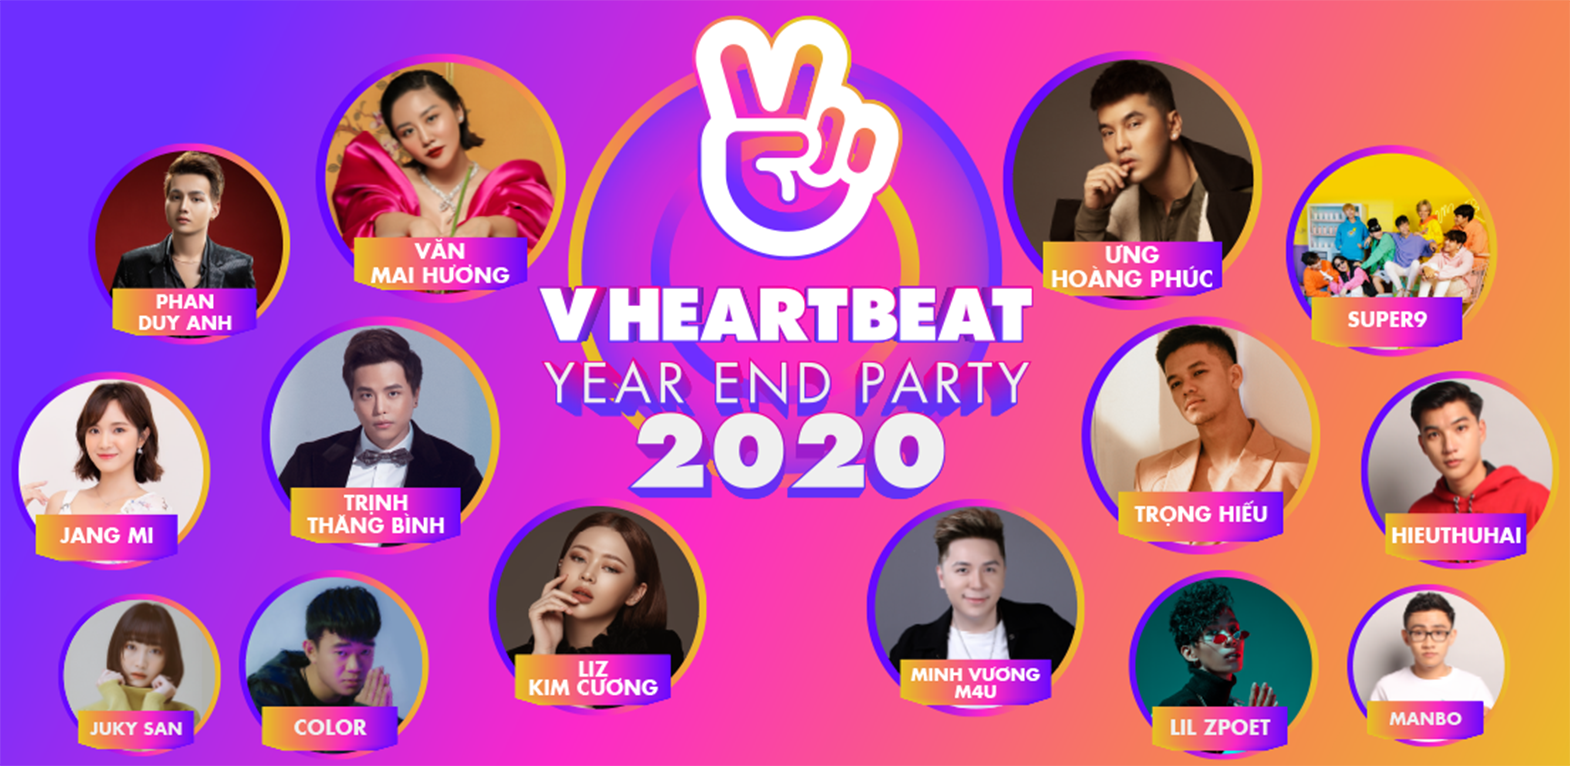 V HEARTBEAT
YEAR END PARTY
2020
PHAN
DUY ANH
VĂN
MAI HƯƠNG
ƯNG
HOÀNG PHÚC
SUPER9
JANG MI
TRỊNH
THĂNG BÌNH
TRỌNG HIẾU
HIEUTHUHAI
JUKY SAN
COLOR
LIZ
KIM CƯƠNG
MINH VƯƠNG
M4U
LIL ZPOET
MANBO